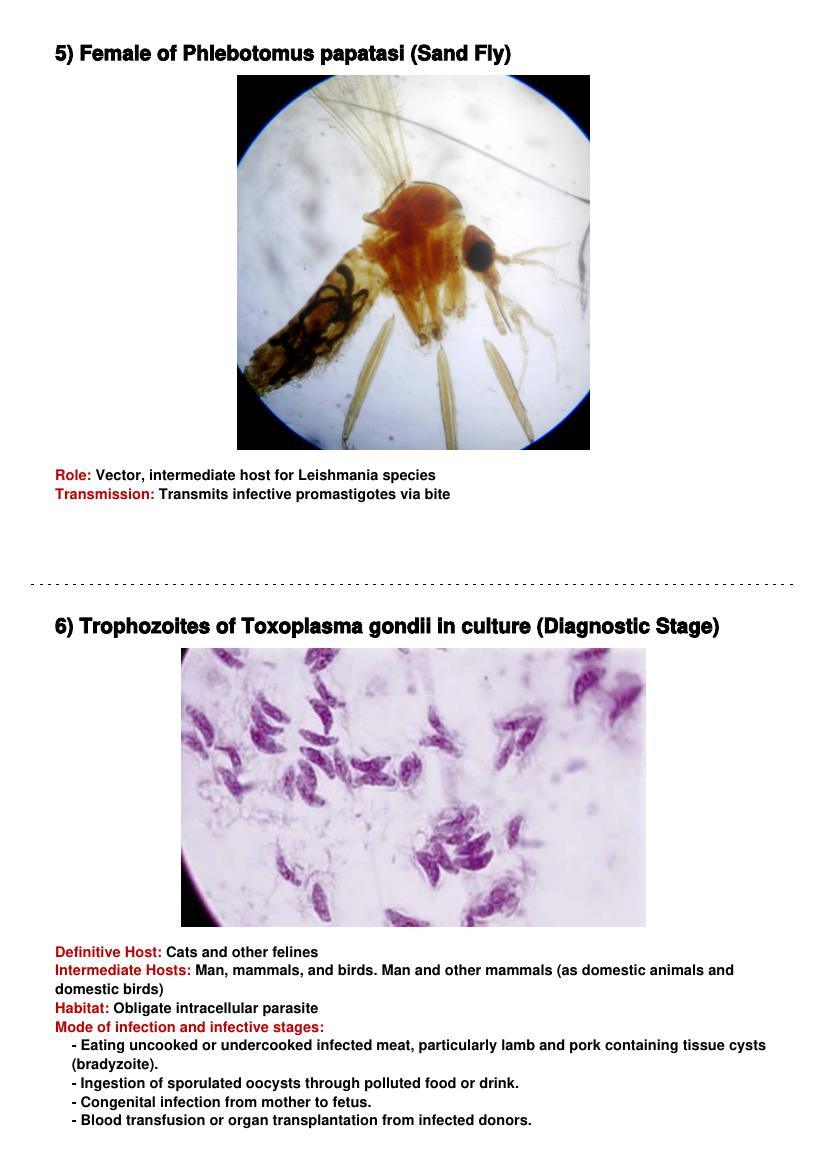 5) Female of Phlebotomus papatasi (Sand Fly)
Role: Vector, intermediate host for Leishmania species
Transmission: Transmits infective promastigotes via bite
6) Trophozoites of Toxoplasma gondii in culture (Diagnostic Stage)
Definitive Host: Cats and other felines
Intermediate Hosts: Man, mammals, and birds. Man and other mammals (as domestic animals and
domestic birds)
Habitat: Obligate intracellular parasite
Mode of infection and infective stages:
- Eating uncooked or undercooked infected meat, particularly lamb and pork containing tissue cysts
(bradyzoite).
- Ingestion of sporulated oocysts through polluted food or drink.
- Congenital infection from mother to fetus.
- Blood transfusion or organ transplantation from infected donors.